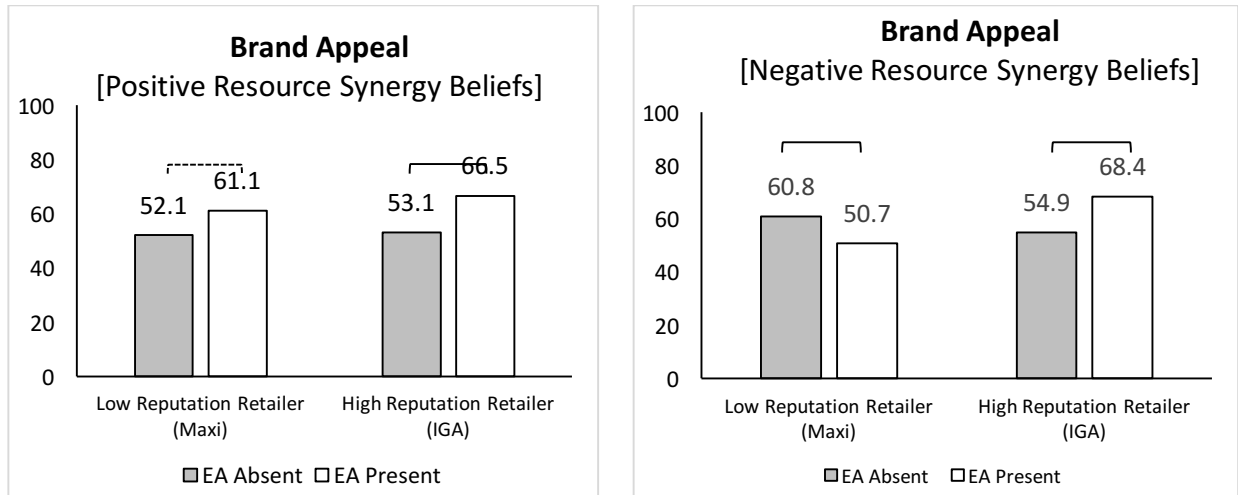 Brand Appeal
[Positive Resource Synergy Beliefs]
100
80
60
40
20
0
52.1
61.1
53.1
66.5
Low Reputation Retailer
(Maxi)
High Reputation Retailer
(IGA)
EA Absent
EA Present
Brand Appeal
[Negative Resource Synergy Beliefs]
100
80
60
40
20
0
60.8
50.7
54.9
68.4
Low Reputation Retailer
(Maxi)
High Reputation Retailer
(IGA)
EA Absent
EA Present